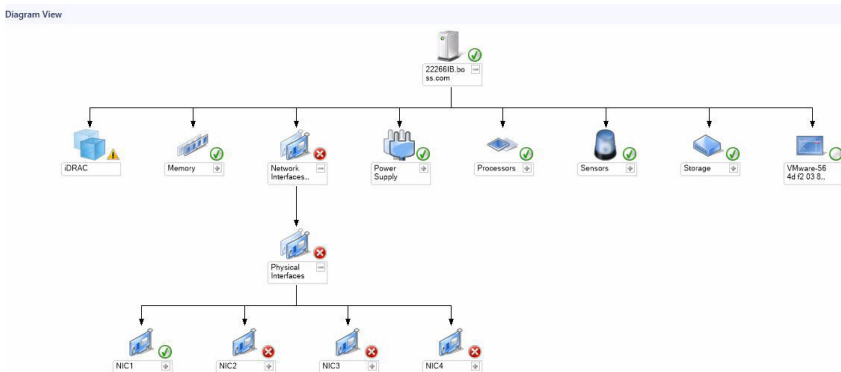 Diagram View
22266IB.bo
ss.com
iDRAC
Memory
Network
Interfaces..
Power
Supply
Processors
Sensors
Storage
VMware-56
4d f2 03 8..
Physical
Interfaces
NIC1
NIC2
NIC3
NIC4